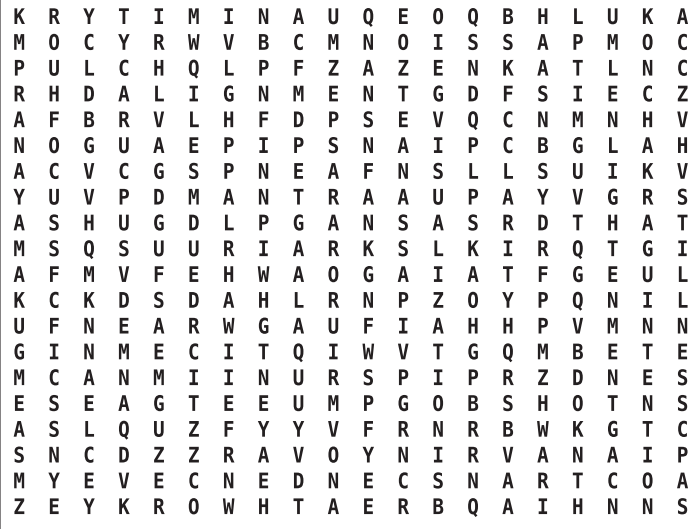 K R Y T I M I N A U Q E O Q B H L U K A
M O C Y R W V B C M N O I S S A P M O C
P U L C H Q L P F Z A Z E N K A T L N C
R H D A L I G N M E N T G D F S I E C Z
A F B R V L H F D P S E V Q C N M N H V
N O G U A E P I P S N A I P C B G L A H
A C V C G S P N E A F N S L L S U I K V
Y U V P D M A N T R A A U P A Y V G R S
A S H U G D L P G A N S A S R D T H A T
M S Q S U U R I A R K S L K I R Q T G I
A F M V F E H W A O G A I A T F G E U L
K C K D S D A H L R N P Z O Y P Q N I L
U F N E A R W G A U F I A H H P V M N N
G I N M E C I T Q I W V T G Q M B E T E
M C A N M I I N U R S P I P R Z D N E S
E S E A G T E E U M P G O B S H O T N S
A S L Q U Z F Y Y V F R N R B W K G T C
S N C D Z Z R A V O Y N I R V A N A I P
M Y E V E C N E D N E C S N A R T C O A
Z E Y K R O W H T A E R B Q A I H N N S